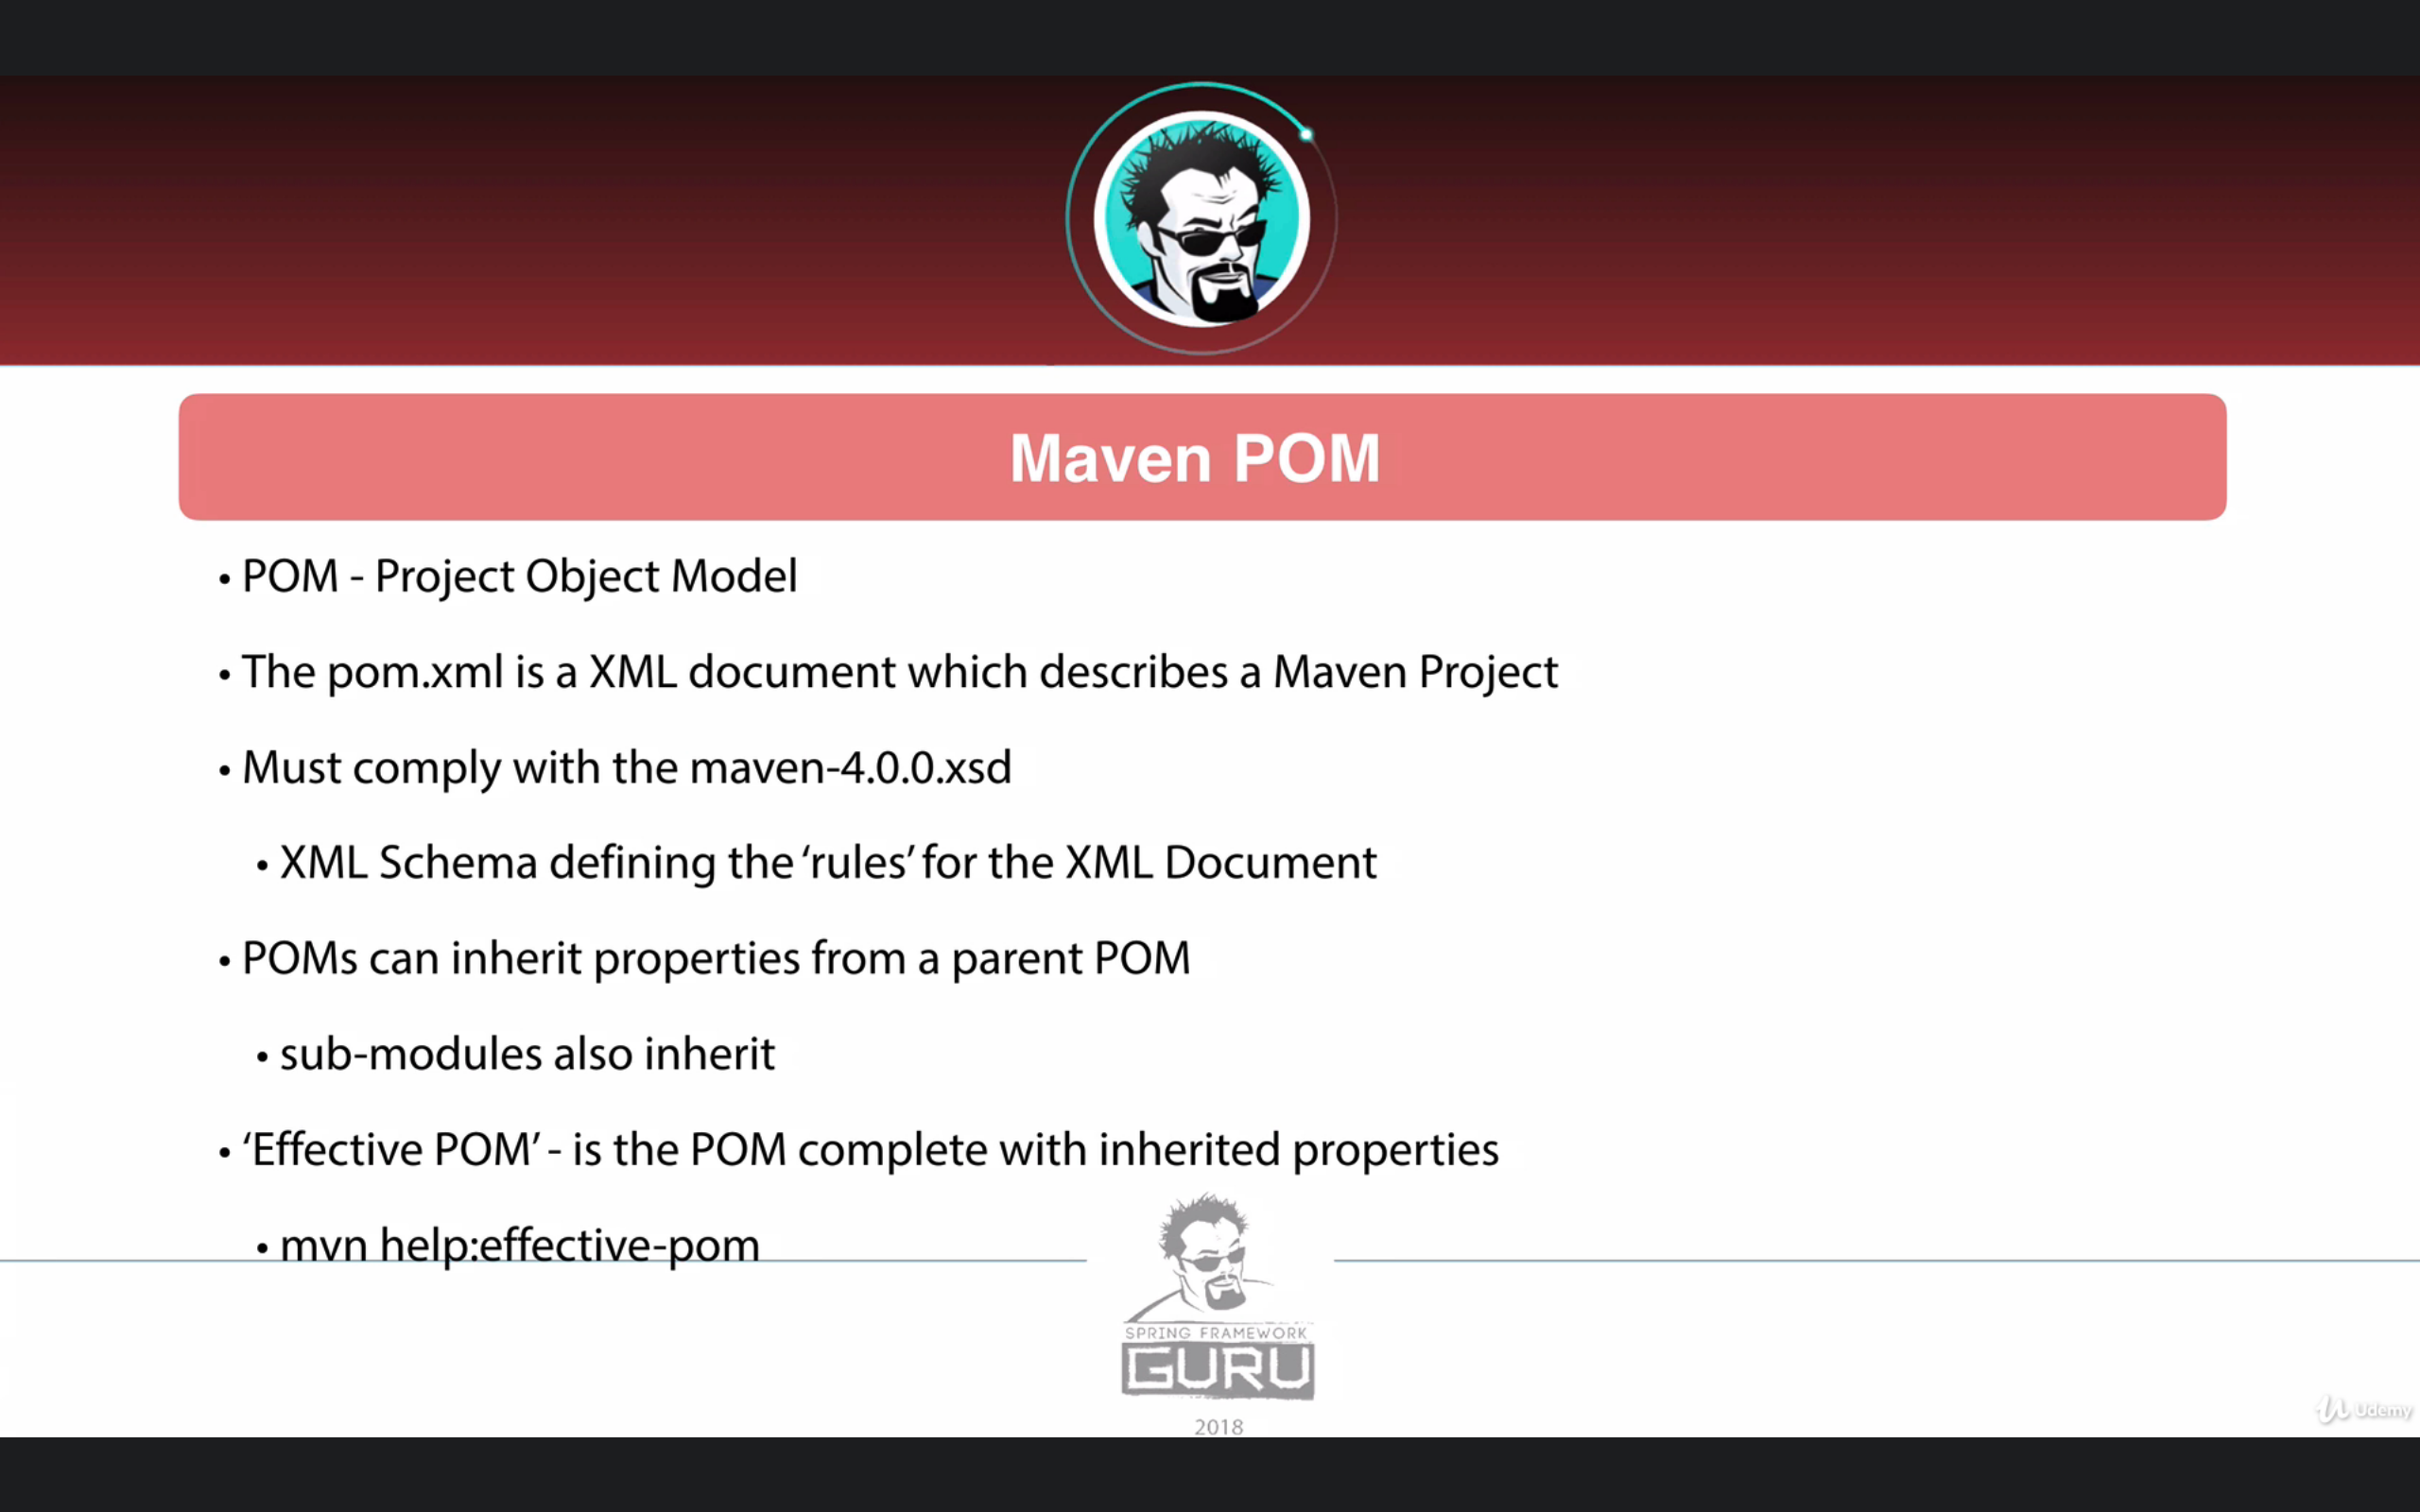 Maven POM
• POM - Project Object Model
• The pom.xml is a XML document which describes a Maven Project
• Must comply with the maven-4.0.0.xsd
• XML Schema defining the ‘rules’ for the XML Document
• POMs can inherit properties from a parent POM
• sub-modules also inherit
• ‘Effective POM’ - is the POM complete with inherited properties
• mvn help:effective-pom
SPRING FRAMEWORK
GURU
2018
Udemy